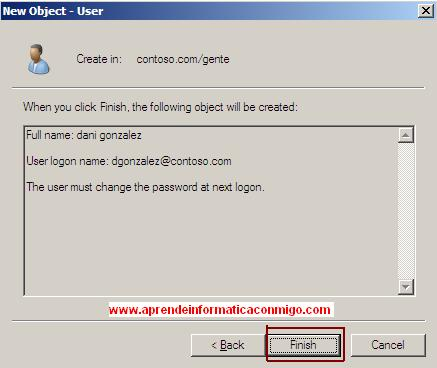 New Object - User
Create in: contoso.com/gente
When you click Finish, the following object will be created:
Full name: dani gonzalez
User logon name: dgonzalez@contoso.com
The user must change the password at next logon.
www.aprendeinformaticaconmigo.com
< Back Finish Cancel